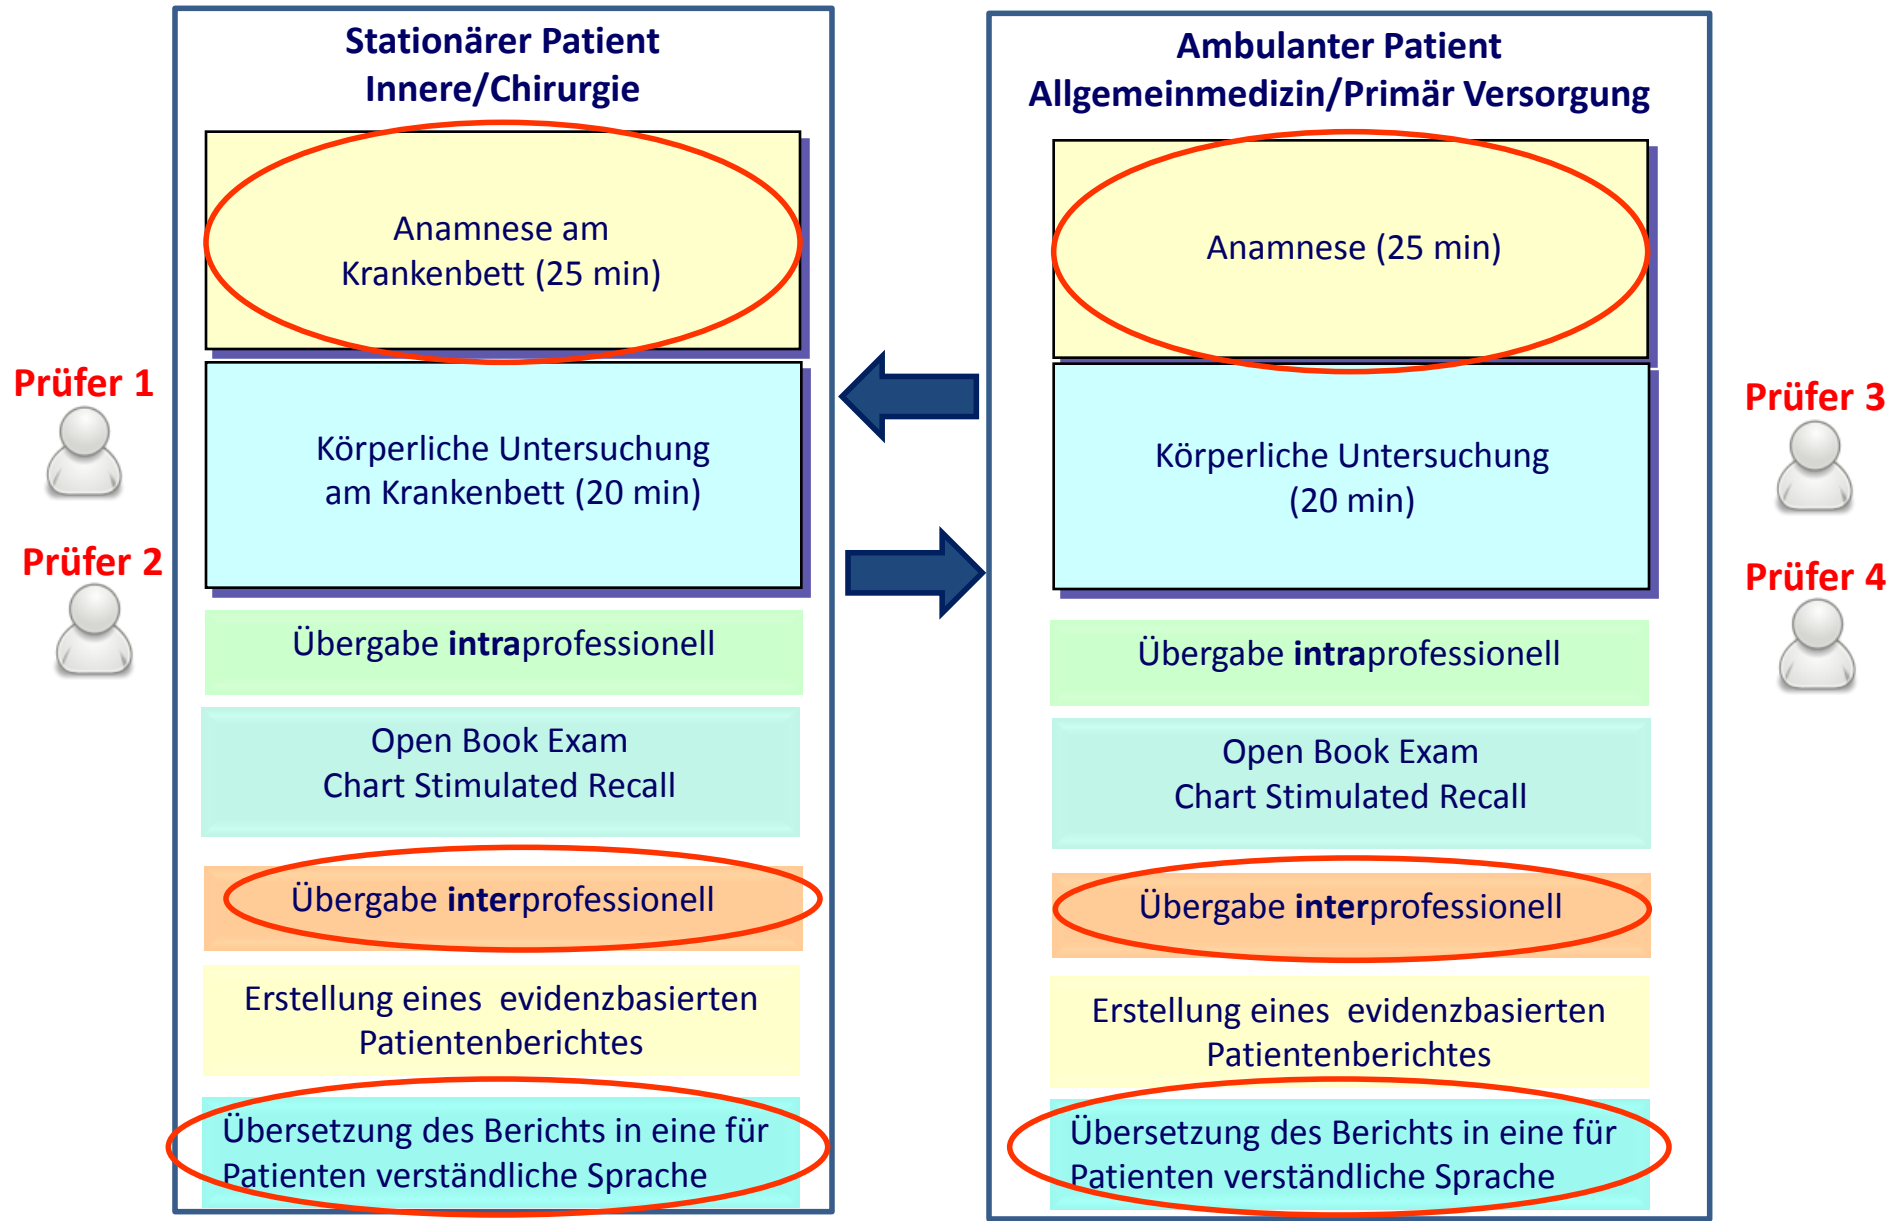 Stationärer Patient
Innere/Chirurgie
Anamnese am
Krankenbett (25 min)
Körperliche Untersuchung
am Krankenbett (20 min)
Übergabe intraprofessionell
Open Book Exam
Chart Stimulated Recall
Übergabe interprofessionell
Erstellung eines  evidenzbasierten
Patientenberichtes
Übersetzung des Berichts in eine für
Patienten verständliche Sprache
Prüfer 1
Prüfer 2
Ambulanter Patient
Allgemeinmedizin/Primär Versorgung
Anamnese (25 min)
Körperliche Untersuchung
(20 min)
Übergabe intraprofessionell
Open Book Exam
Chart Stimulated Recall
Übergabe interprofessionell
Erstellung eines  evidenzbasierten
Patientenberichtes
Übersetzung des Berichts in eine für
Patienten verständliche Sprache
Prüfer 3
Prüfer 4